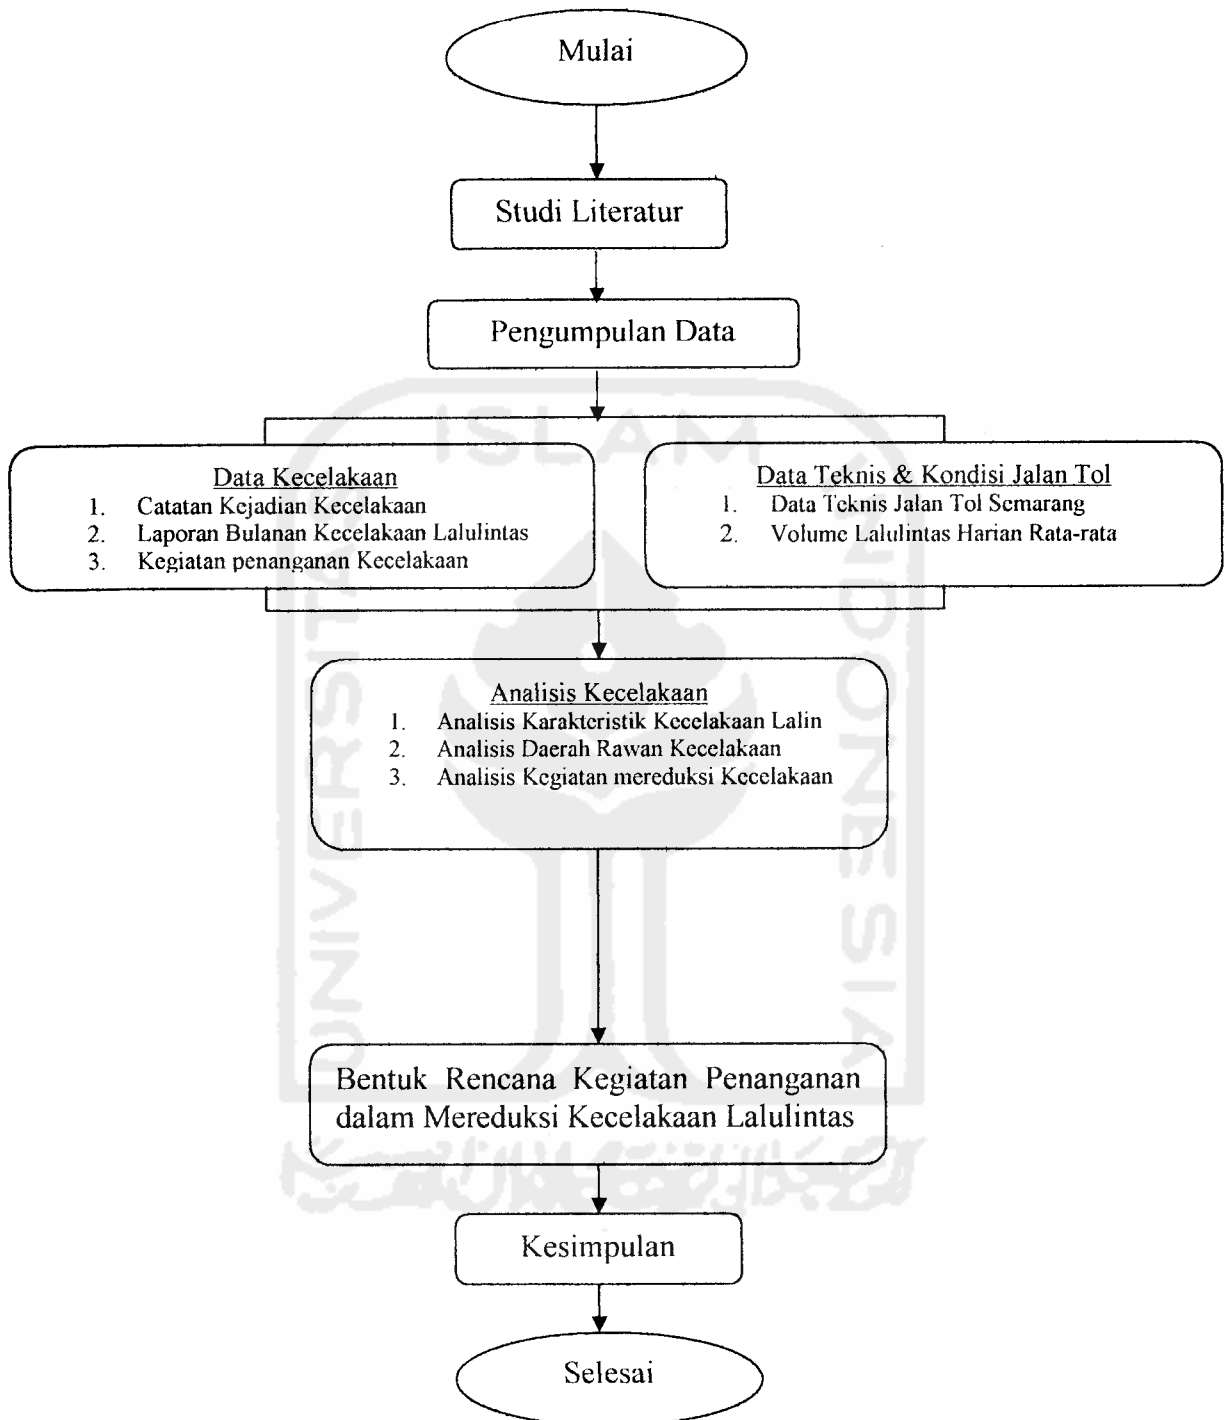 Mulai
Studi Literatur
Pengumpulan Data
Data Kecelakaan
1. Catatan Kejadian Kecelakaan
2. Laporan Bulanan Kecelakaan Lalulintas
3. Kegiatan penanganan Kecelakaan
Data Teknis & Kondisi Jalan Tol
1. Data Teknis Jalan Tol Semarang
2. Volume Lalulintas Harian Rata-rata
Analisis Kecelakaan
1. Analisis Karakteristik Kecelakaan Lalin
2. Analisis Daerah Rawan Kecelakaan
3. Analisis Kegiatan mereduksi Kecelakaan
Bentuk Rencana Kegiatan Penanganan
dalam Mereduksi Kecelakaan Lalulintas
Kesimpulan
Selesai
UNIVERSITAS
ISLAM
INDONESIA